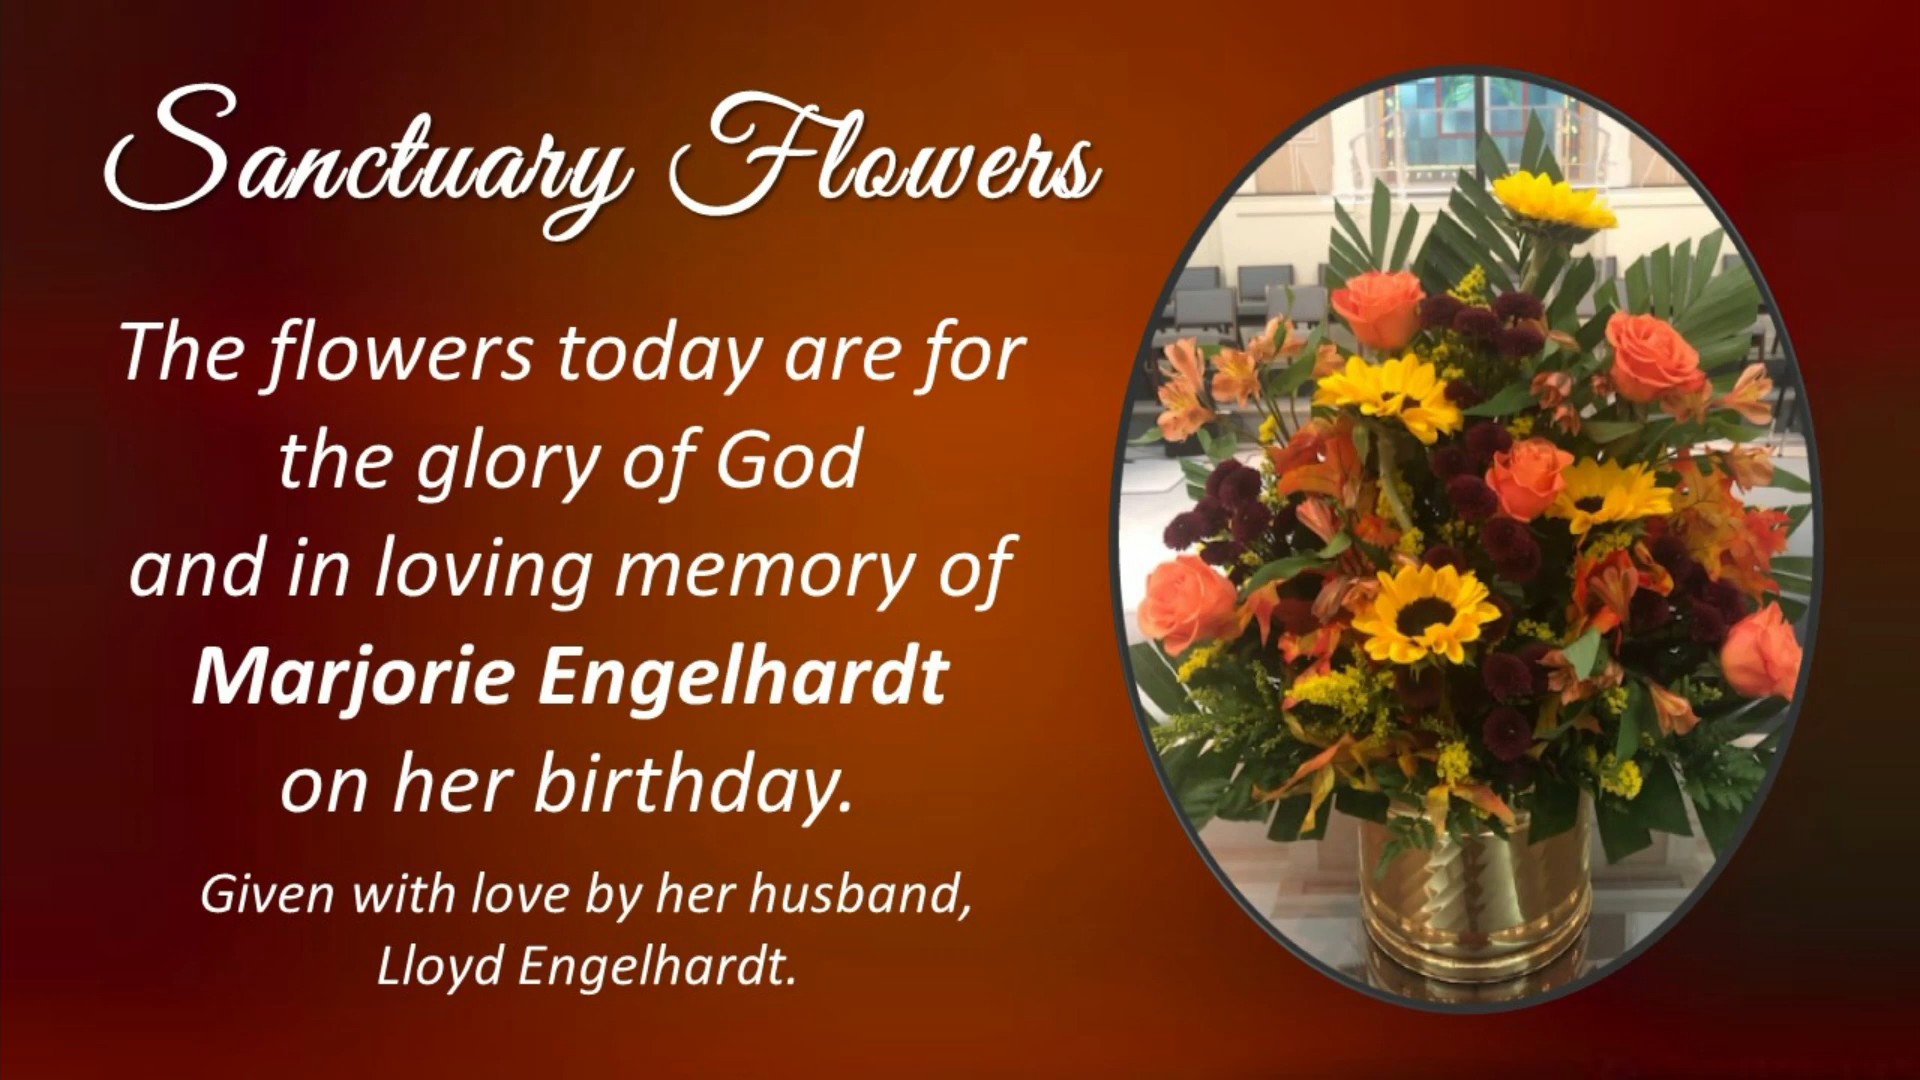 Sanctuary Flowers
The flowers today are for
the glory of God
and in loving memory of
Marjorie Engelhardt
on her birthday.
Given with love by her husband,
Lloyd Engelhardt.